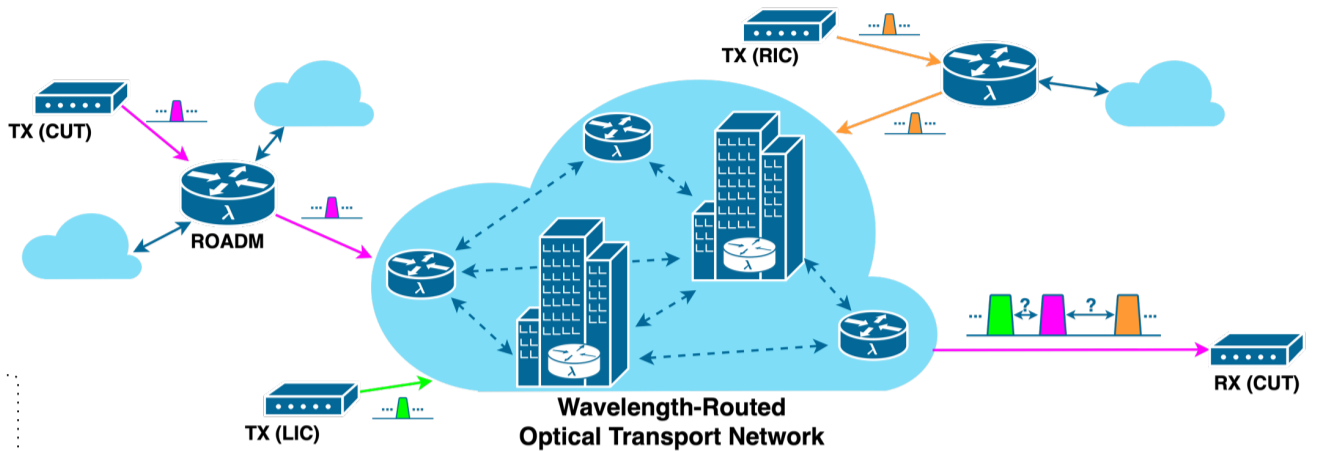 TX (RIC)
... ...
λ
... ...
TX (CUT)
... ...
λ
ROADM
... ...
λ
λ
λ
λ
λ
... ? ? ...
RX (CUT)
TX (LIC)
... ...
Wavelength-Routed
Optical Transport Network